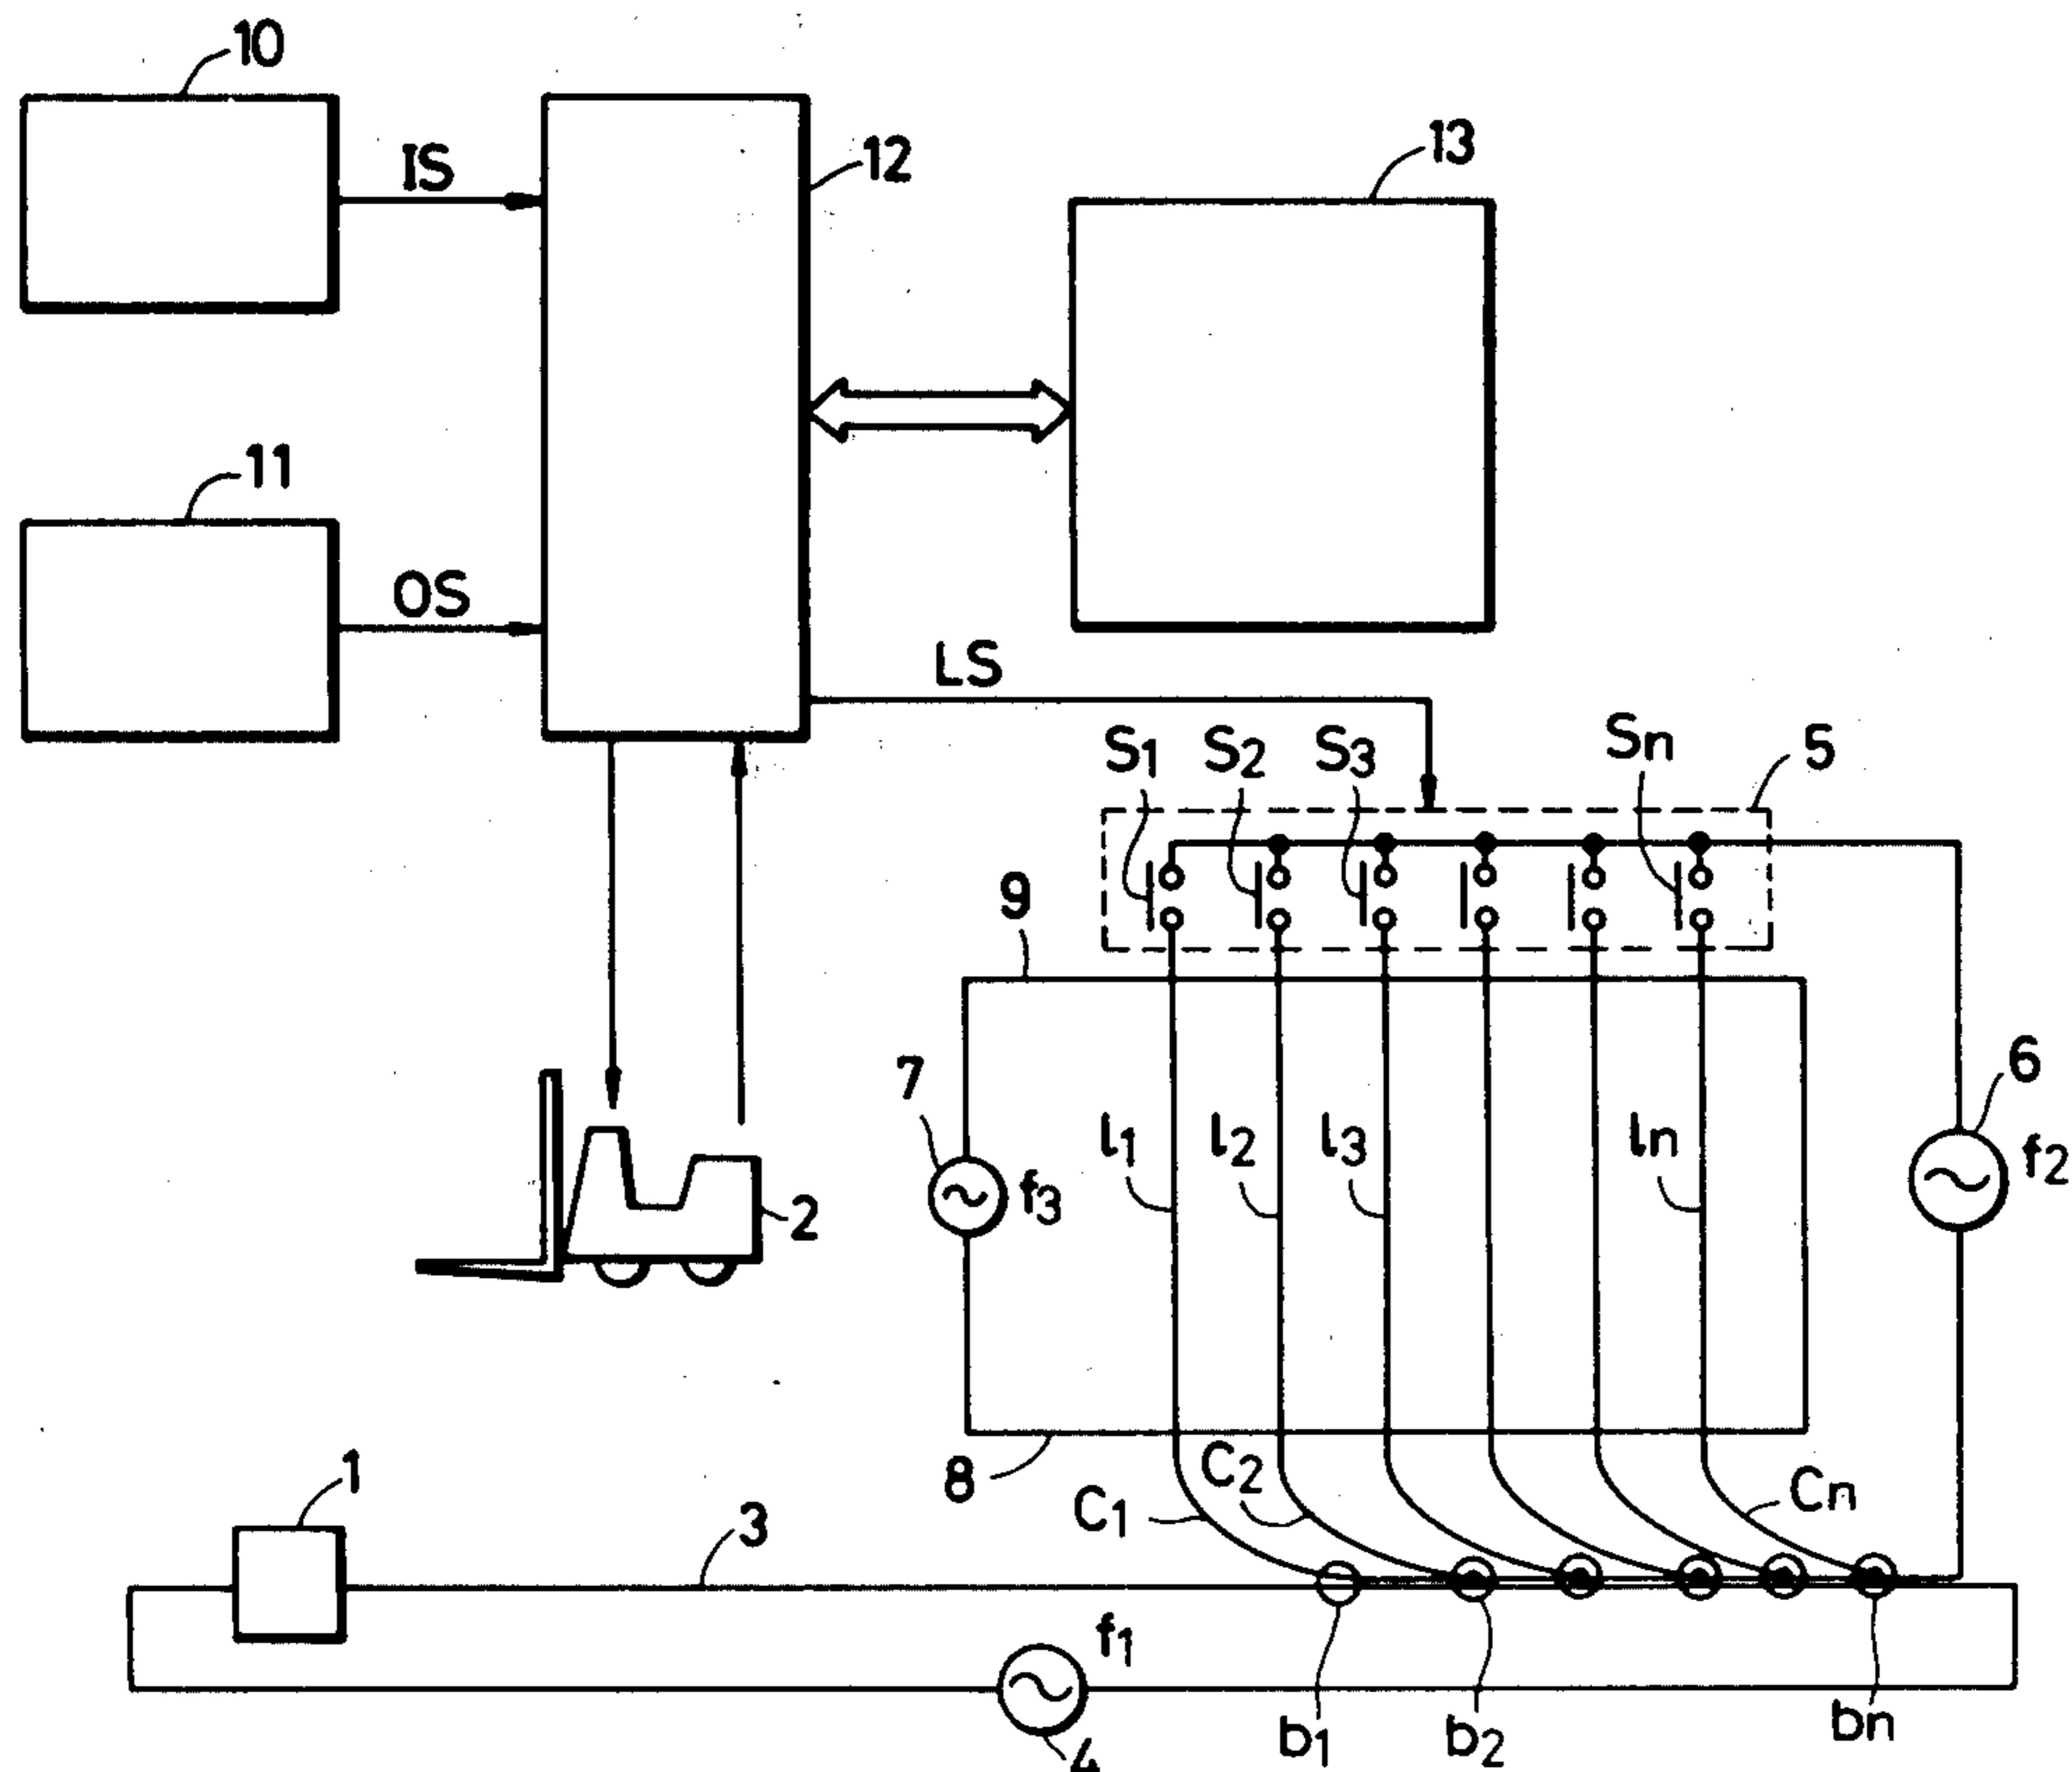 10
IS
12
13
11
OS
LS
S1 S2 S3 Sn 5
9
7 f3
l1 l2 l3 ln
6 f2
2
8
C1 C2 Cn
1
3
f1
4
b1 b2 bn